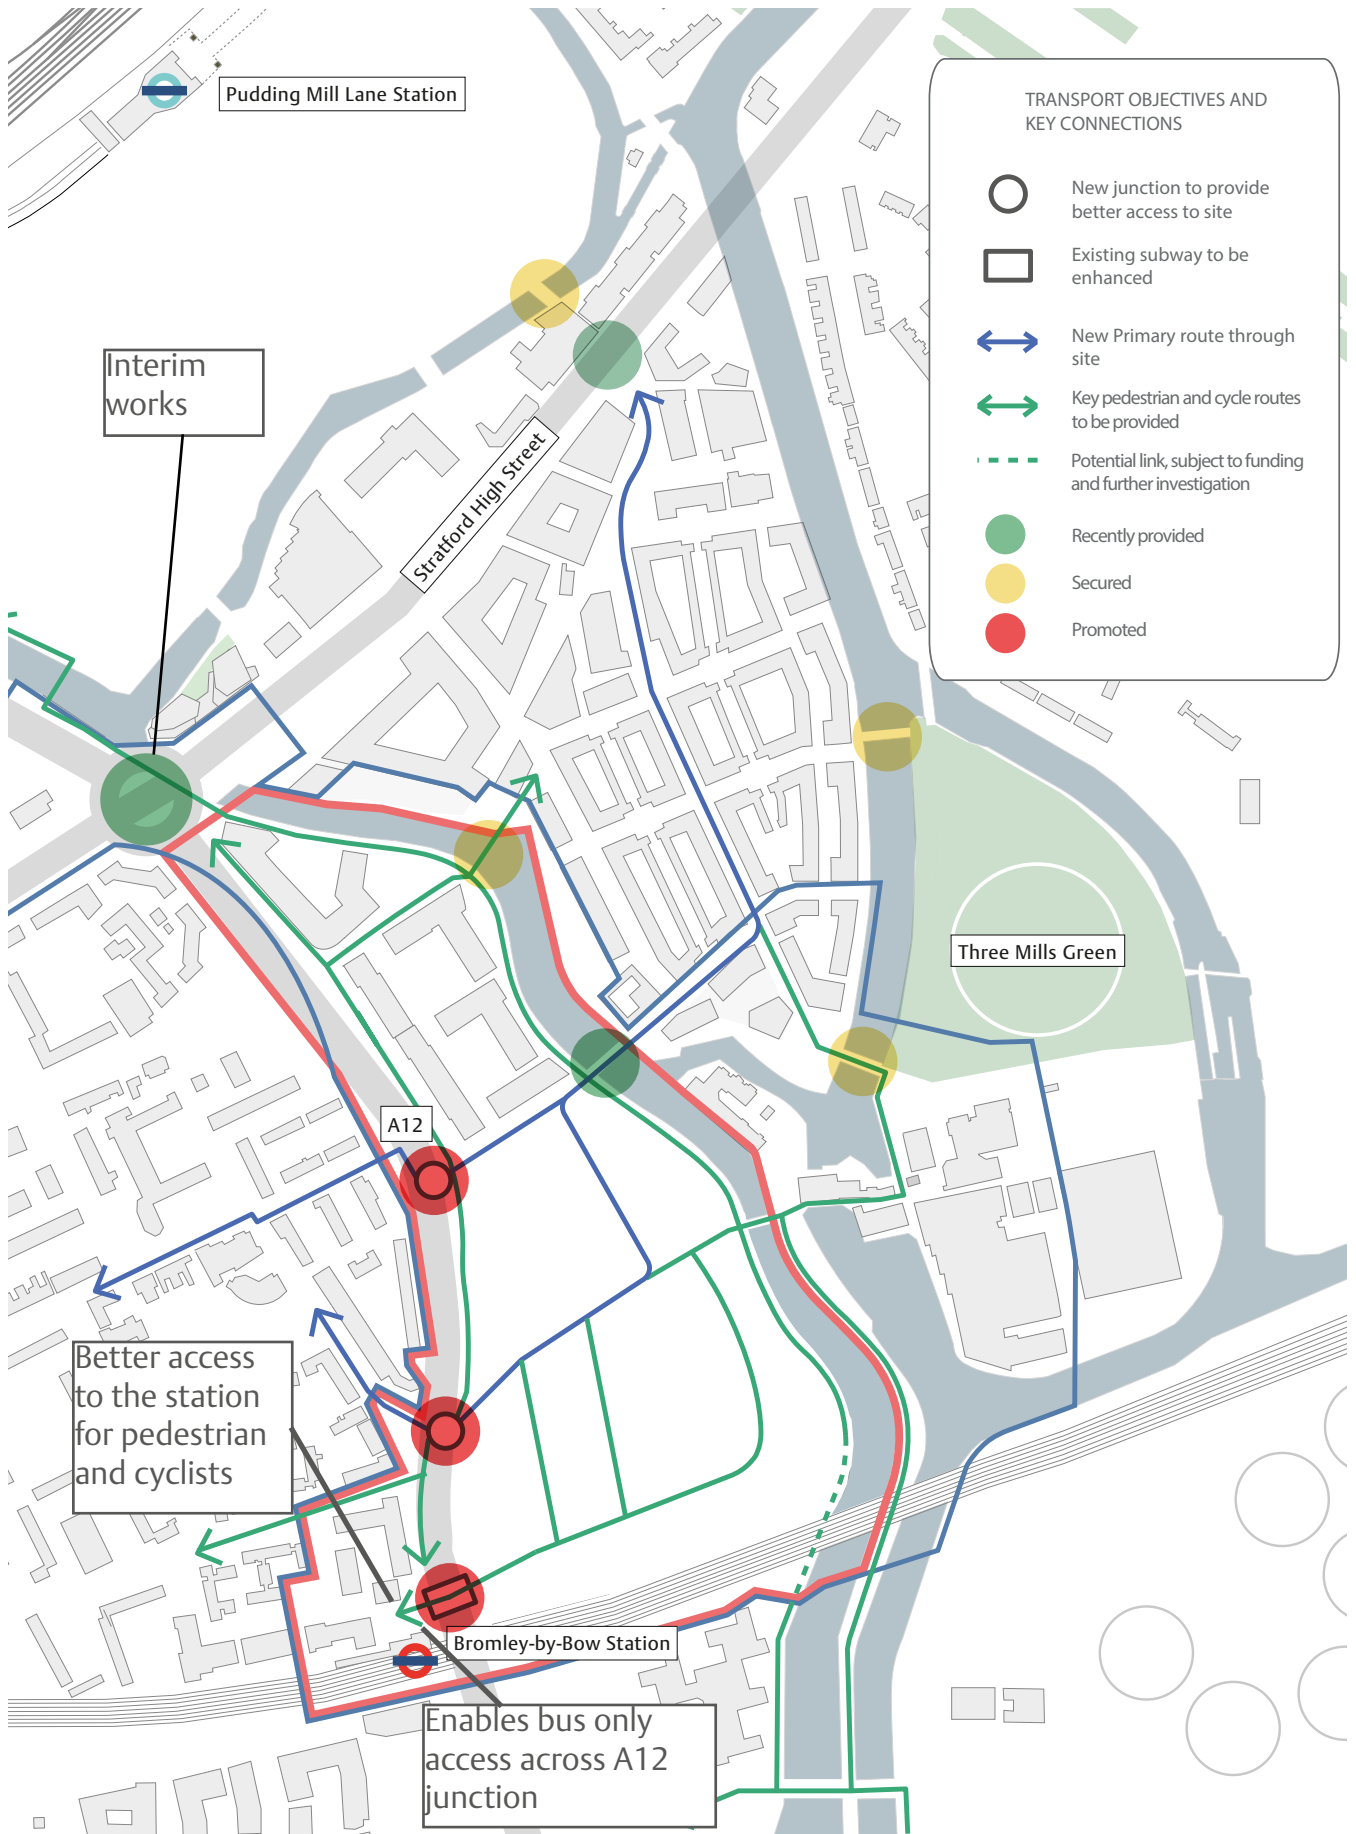 Pudding Mill Lane Station
TRANSPORT OBJECTIVES AND
KEY CONNECTIONS
New junction to provide
better access to site
Existing subway to be
enhanced
New Primary route through
site
Key pedestrian and cycle routes
to be provided
Potential link, subject to funding
and further investigation
Recently provided
Secured
Promoted
Interim
works
Stratford High Street
Three Mills Green
A12
Better access
to the station
for pedestrian
and cyclists
Bromley-by-Bow Station
Enables bus only
access across A12
junction